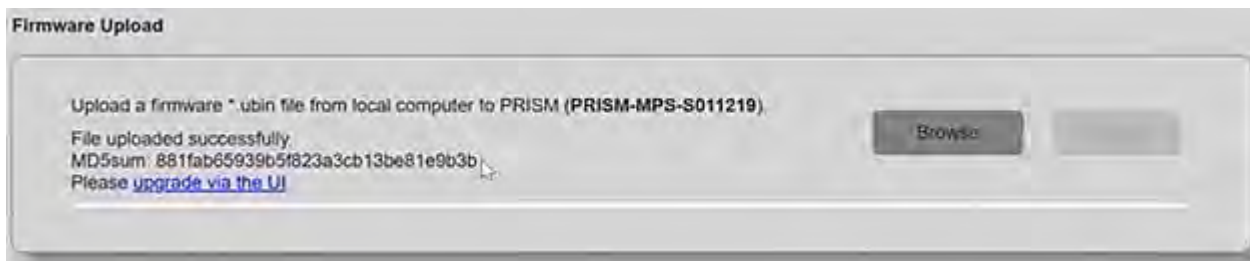 Firmware Upload
Upload a firmware *.ubin file from local computer to PRISM (PRISM-MPS-S011219).
File uploaded successfully.
MD5sum: 881fab65939b5f823a3cb13be81e9b3b
Please upgrade via the UI
Browse